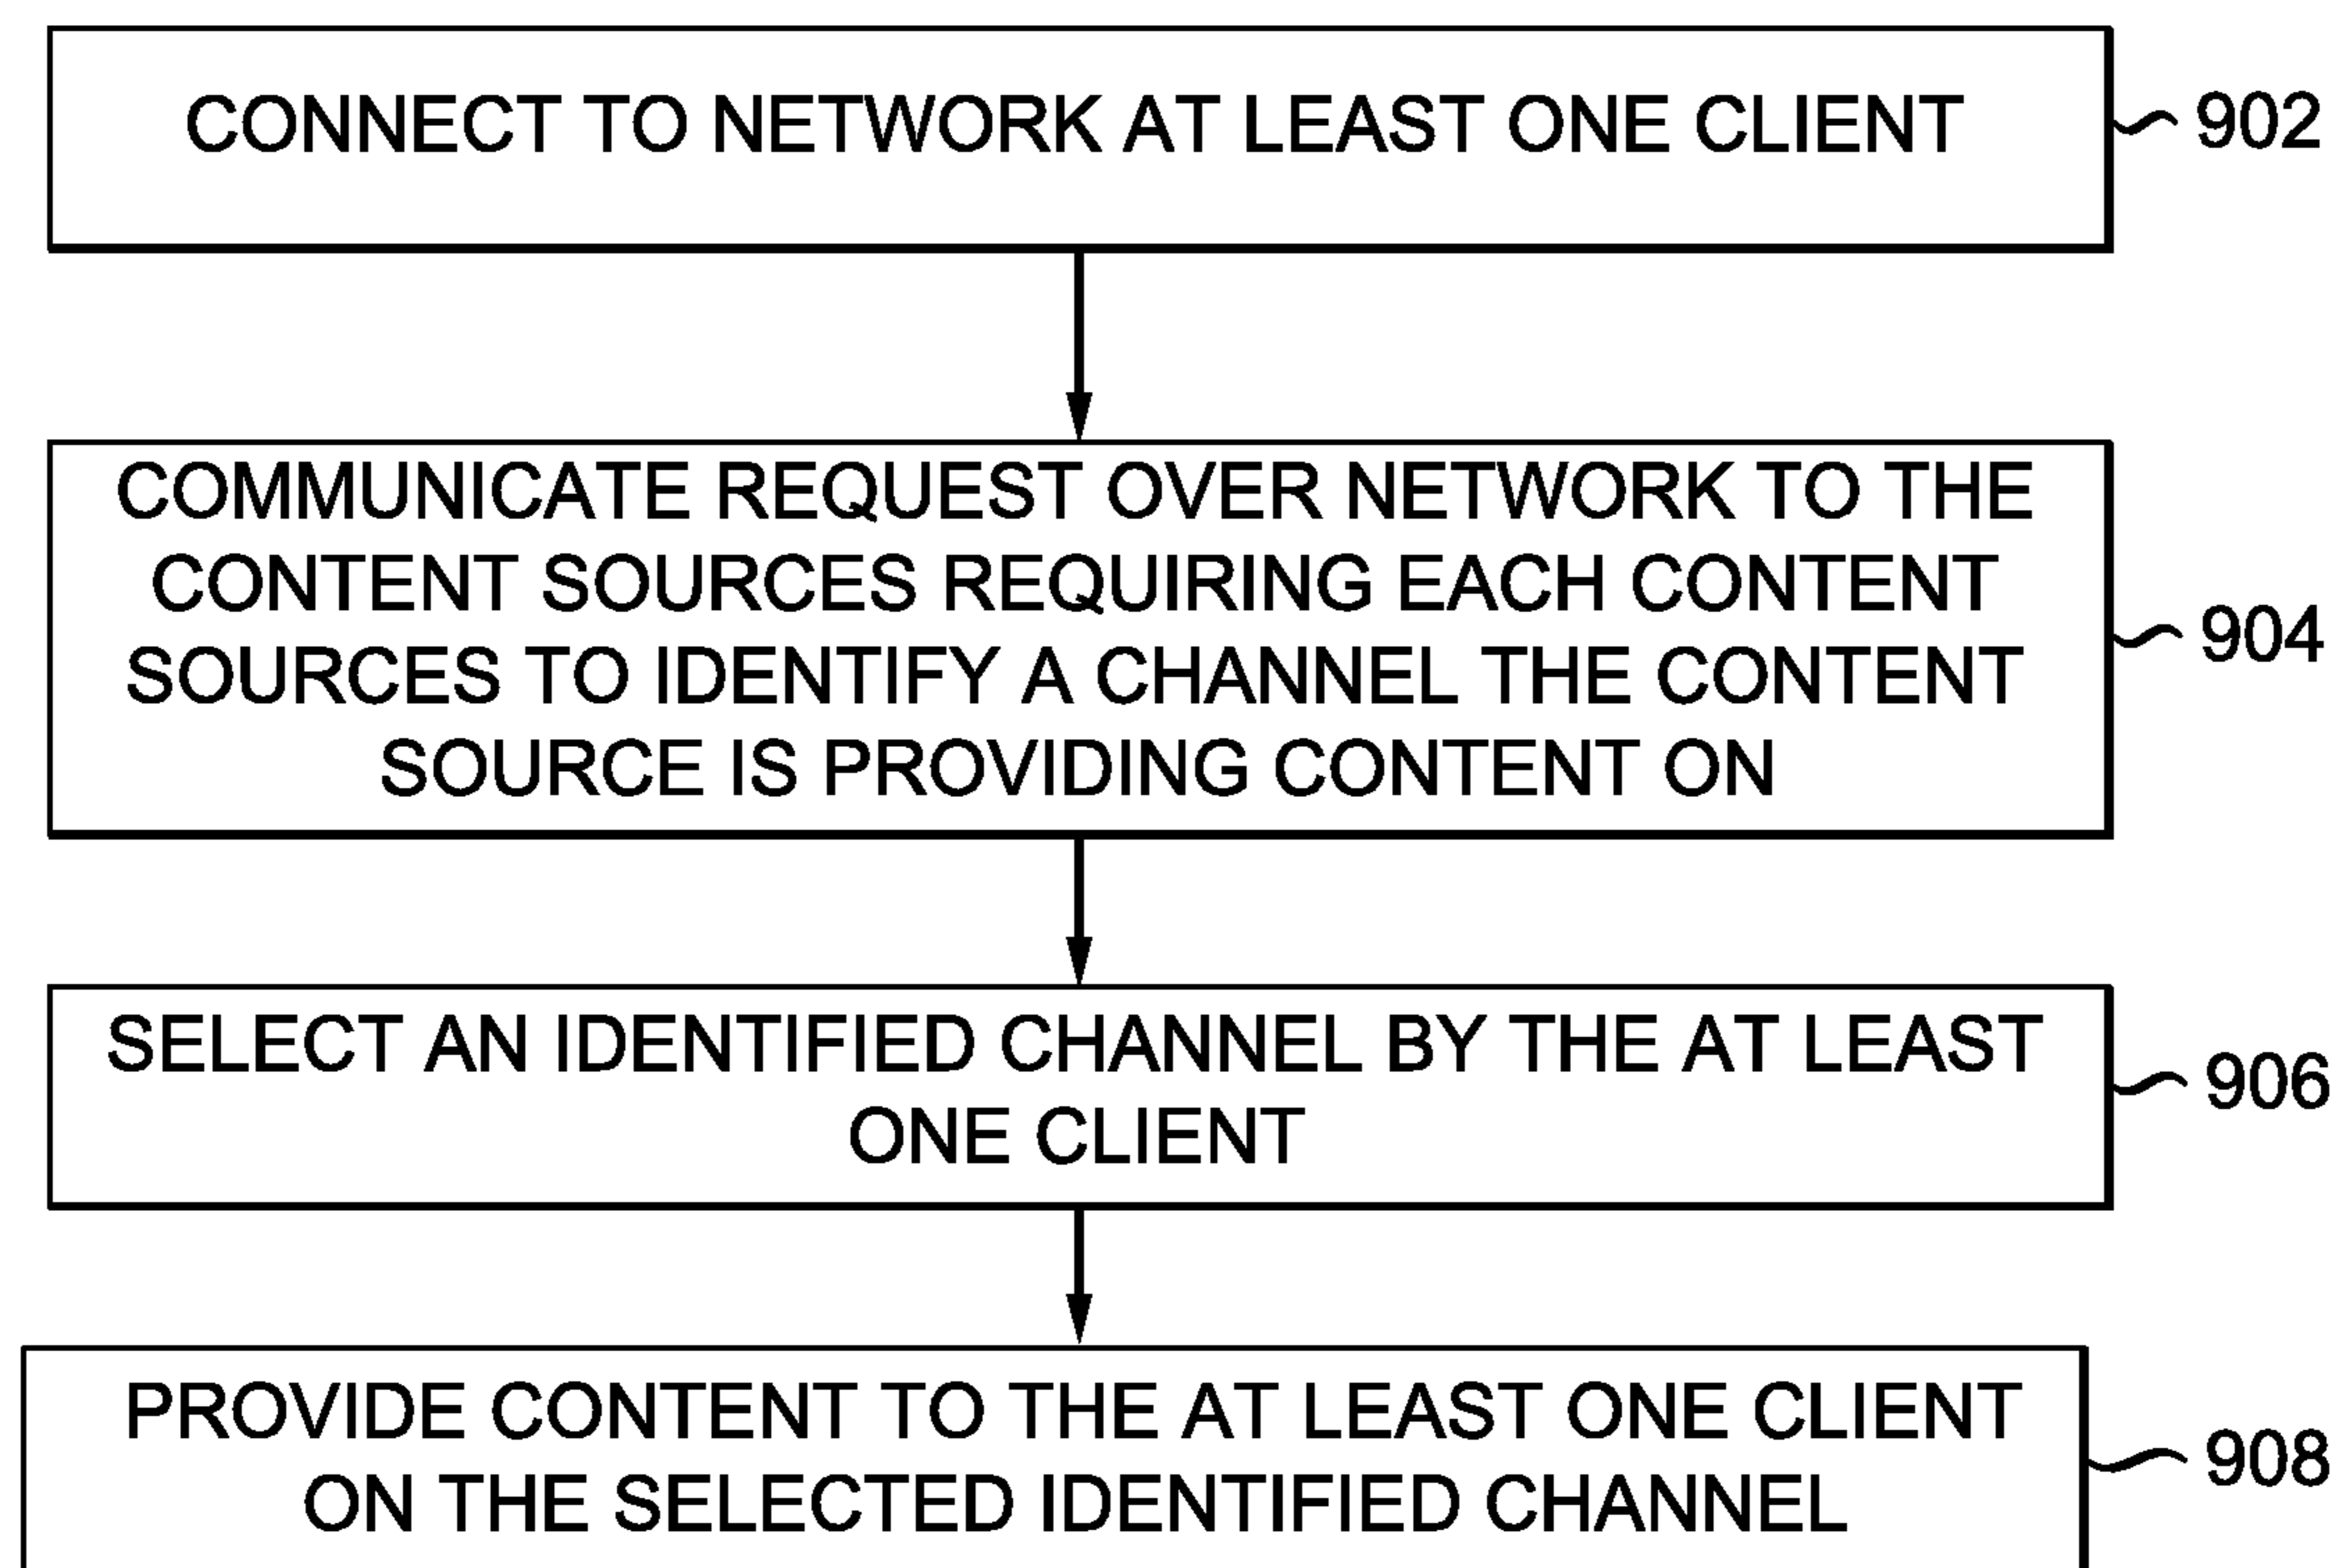 CONNECT TO NETWORK AT LEAST ONE CLIENT
902
COMMUNICATE REQUEST OVER NETWORK TO THE
CONTENT SOURCES REQUIRING EACH CONTENT
SOURCES TO IDENTIFY A CHANNEL THE CONTENT
SOURCE IS PROVIDING CONTENT ON
904
SELECT AN IDENTIFIED CHANNEL BY THE AT LEAST
ONE CLIENT
906
PROVIDE CONTENT TO THE AT LEAST ONE CLIENT
ON THE SELECTED IDENTIFIED CHANNEL
908